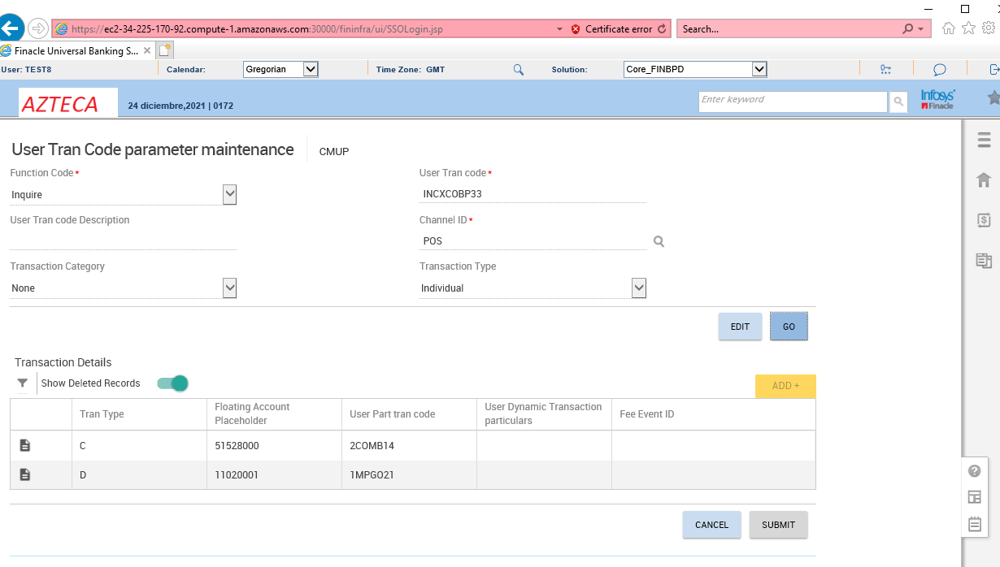 https://ec2-34-225-170-92.compute-1.amazonaws.com:30000/fininfra/ui/SSOLogin.jsp Certificate error Search...
Finacle Universal Banking S...
User: TEST8 Calendar: Gregorian Time Zone: GMT Solution: Core_FINBPD
AZTECA 24 diciembre,2021 | 0172 Enter keyword Infosys Finacle
User Tran Code parameter maintenance CMUP
Function Code * User Tran code *
Inquire INCXCOBP33
User Tran code Description Channel ID *
POS
Transaction Category Transaction Type
None Individual
EDIT GO
Transaction Details
Show Deleted Records ADD +
Tran Type Floating Account Placeholder User Part tran code User Dynamic Transaction particulars Fee Event ID
C 51528000 2COMB14
D 11020001 1MPGO21
CANCEL SUBMIT